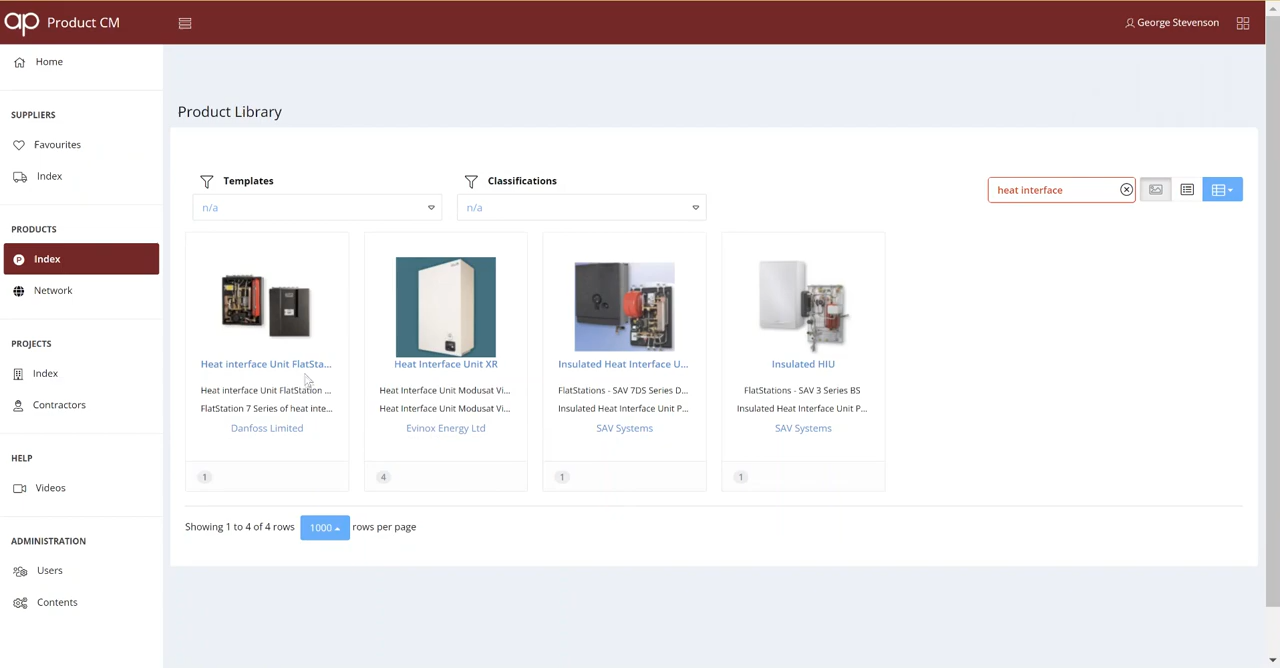 ap Product CM
George Stevenson
Home
SUPPLIERS
Favourites
Index
PRODUCTS
Index
Network
PROJECTS
Index
Contractors
HELP
Videos
ADMINISTRATION
Users
Contents
Product Library
Templates
n/a
Classifications
n/a
heat interface
Heat interface Unit FlatSta...
Heat interface Unit FlatStation ...
FlatStation 7 Series of heat inte...
Danfoss Limited
1
Heat Interface Unit XR
Heat Interface Unit Modusat Vi...
Heat Interface Unit Modusat Vi...
Evinox Energy Ltd
4
Insulated Heat Interface U...
FlatStations - SAV 7DS Series D...
Insulated Heat Interface Unit P...
SAV Systems
1
Insulated HIU
FlatStations - SAV 3 Series BS
Insulated Heat Interface Unit P...
SAV Systems
1
Showing 1 to 4 of 4 rows 1000 rows per page